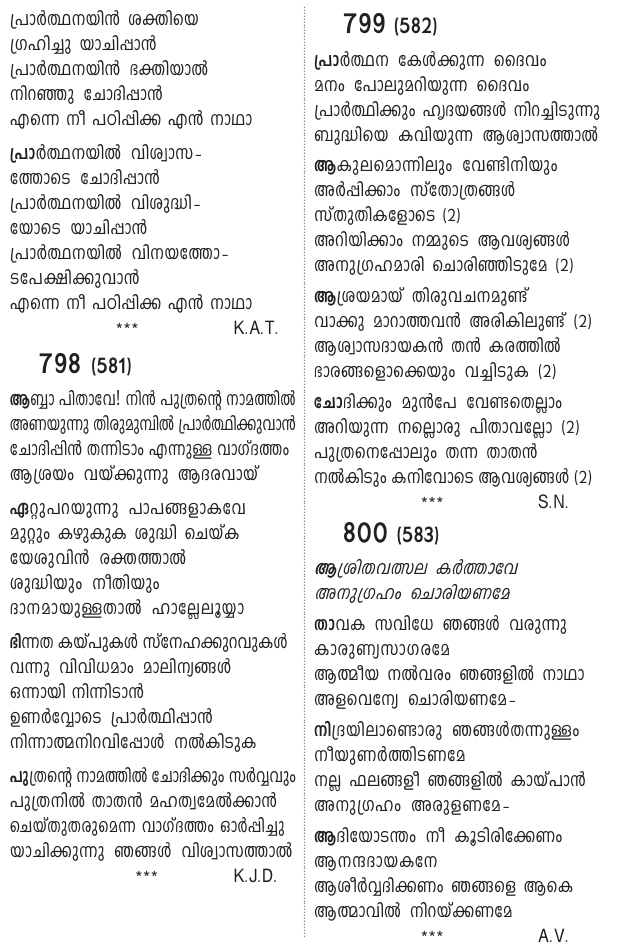 പ്രാർത്ഥനയിൻ ശക്തിയെ
ഗ്രഹിച്ചു യാചിപ്പാൻ
പ്രാർത്ഥനയിൻ ഭക്തിയാൽ
നിറഞ്ഞു ചോദിപ്പാൻ
എന്നെ നീ പഠിപ്പിക്ക എൻ നാഥാ
പ്രാർത്ഥനയിൽ വിശ്വാസ-
ത്തോടെ ചോദിപ്പാൻ
പ്രാർത്ഥനയിൽ വിശുദ്ധി-
യോടെ യാചിപ്പാൻ
പ്രാർത്ഥനയിൽ വിനയത്തോ-
ടപേക്ഷിക്കുവാൻ
എന്നെ നീ പഠിപ്പിക്ക എൻ നാഥാ
*** K.A.T.
798 (581)
ആബ്ബാ പിതാവേ! നിൻ പുത്രന്റെ നാമത്തിൽ
അണയുന്നു തിരുമുമ്പിൽ പ്രാർത്ഥിക്കുവാൻ
ചോദിപ്പിൻ തന്നിടാം എന്നുള്ള വാഗ്ദത്തം
ആശ്രയം വയ്ക്കുന്നു ആദരവായ്
ഏറ്റുപറയുന്നു പാപങ്ങളാകവേ
മുറ്റും കഴുകുക ശുദ്ധി ചെയ്ക
യേശുവിൻ രക്തത്താൽ
ശുദ്ധിയും നീതിയും
ദാനമായുള്ളതാൽ ഹാല്ലേലൂയ്യാ
ഭിന്നത കയ്പുകൾ സ്നേഹക്കുറവുകൾ
വന്നു വിവിധമാം മാലിന്യങ്ങൾ
ഒന്നായി നിന്നിടാൻ
ഉണർവ്വോടെ പ്രാർത്ഥിപ്പാൻ
നിന്നാത്മനിറവിപ്പോൾ നൽകിടുക
പുത്രന്റെ നാമത്തിൽ ചോദിക്കും സർവ്വവും
പുത്രനിൽ താതൻ മഹത്വമേൽക്കാൻ
ചെയ്തുതരുമെന്ന വാഗ്ദത്തം ഓർപ്പിച്ചു
യാചിക്കുന്നു ഞങ്ങൾ വിശ്വാസത്താൽ
*** K.J.D.
799 (582)
പ്രാർത്ഥന കേൾക്കുന്ന ദൈവം
മനം പോലുമറിയുന്ന ദൈവം
പ്രാർത്ഥിക്കും ഹൃദയങ്ങൾ നിറച്ചിടുന്നു
ബുദ്ധിയെ കവിയുന്ന ആശ്വാസത്താൽ
ആകുലമൊന്നിലും വേണ്ടിനിയും
അർപ്പിക്കാം സ്തോത്രങ്ങൾ
സ്തുതികളോടെ (2)
അറിയിക്കാം നമ്മുടെ ആവശ്യങ്ങൾ
അനുഗ്രഹമാരി ചൊരിഞ്ഞിടുമേ (2)
ആശ്രയമായ് തിരുവചനമുണ്ട്
വാക്കു മാറാത്തവൻ അരികിലുണ്ട് (2)
ആശ്വാസദായകൻ തൻ കരത്തിൽ
ഭാരങ്ങളൊക്കെയും വച്ചിടുക (2)
ചോദിക്കും മുൻപേ വേണ്ടതെല്ലാം
അറിയുന്ന നല്ലൊരു പിതാവല്ലോ (2)
പുത്രനെപ്പോലും തന്ന താതൻ
നൽകിടും കനിവോടെ ആവശ്യങ്ങൾ (2)
*** S.N.
800 (583)
ആശ്രിതവത്സല കർത്താവേ
അനുഗ്രഹം ചൊരിയണമേ
താവക സവിധേ ഞങ്ങൾ വരുന്നു
കാരുണ്യസാഗരമേ
ആത്മീയ നൽവരം ഞങ്ങളിൽ നാഥാ
അളവെന്യേ ചൊരിയണമേ-
നിദ്രയിലാണ്ടൊരു ഞങ്ങൾതന്നുള്ളം
നീയുണർത്തിടണമേ
നല്ല ഫലങ്ങളീ ഞങ്ങളിൽ കായ്പാൻ
അനുഗ്രഹം അരുളണമേ-
ആദിയോടന്തം നീ കൂടിരിക്കേണം
ആനന്ദദായകനേ
ആശീർവ്വദിക്കണം ഞങ്ങളെ ആകെ
ആത്മാവിൽ നിറയ്ക്കണമേ
*** A.V.